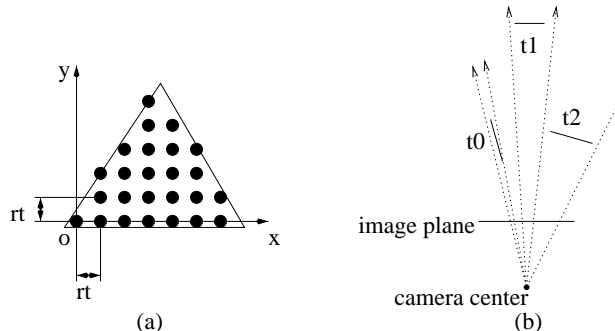 y
rt
o
x
rt
(a)
t1
t2
t0
image plane
camera center
(b)